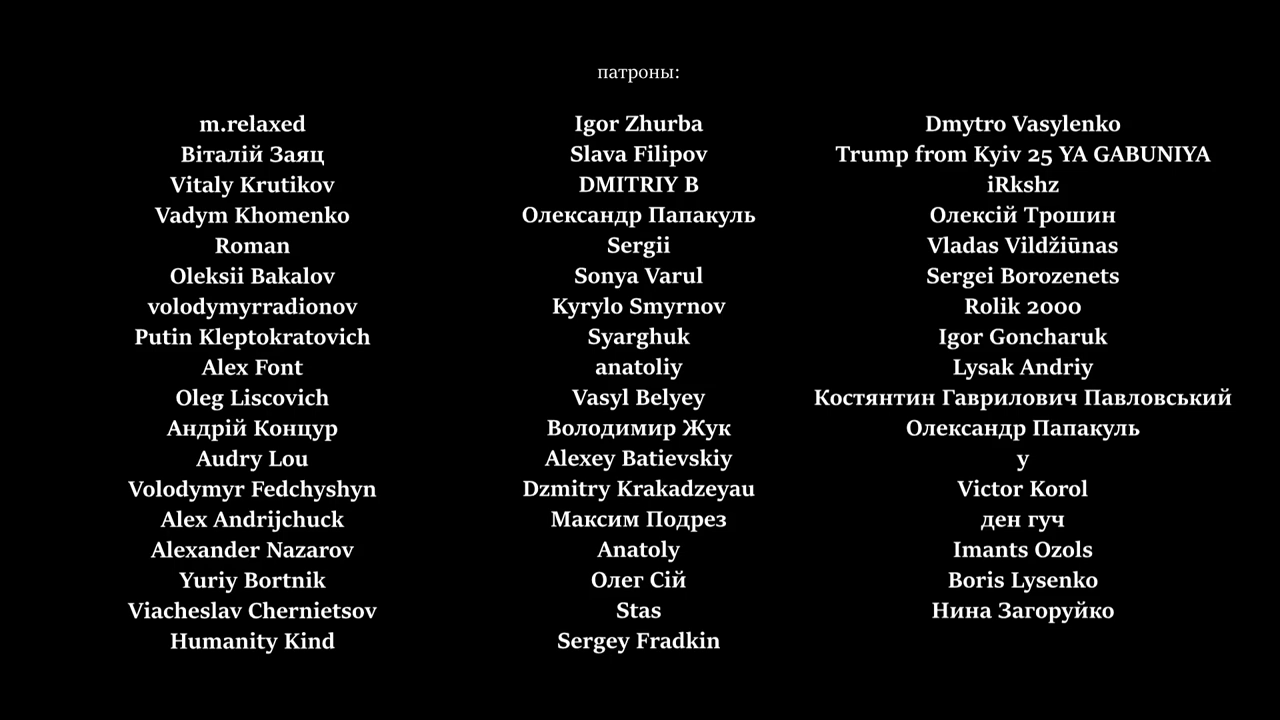 патроны:
m.relaxed
Віталій Заяц
Vitaly Krutikov
Vadym Khomenko
Roman
Oleksii Bakalov
volodymyrradionov
Putin Kleptokratovich
Alex Font
Oleg Liscovich
Андрій Концур
Audry Lou
Volodymyr Fedchyshyn
Alex Andrijchuck
Alexander Nazarov
Yuriy Bortnik
Viacheslav Chernietsov
Humanity Kind
Igor Zhurba
Slava Filipov
DMITRIY B
Олександр Папакуль
Sergii
Sonya Varul
Kyrylo Smyrnov
Syarghuk
anatoliy
Vasyl Belyey
Володимир Жук
Alexey Batievskiy
Dzmitry Krakadzeyau
Максим Подрез
Anatoly
Олег Сій
Stas
Sergey Fradkin
Dmytro Vasylenko
Trump from Kyiv 25 YA GABUNIYA
iRkshz
Олексій Трошин
Vladas Vildžiūnas
Sergei Borozenets
Rolik 2000
Igor Goncharuk
Lysak Andriy
Костянтин Гаврилович Павловський
Олександр Папакуль
y
Victor Korol
ден гуч
Imants Ozols
Boris Lysenko
Нина Загоруйко